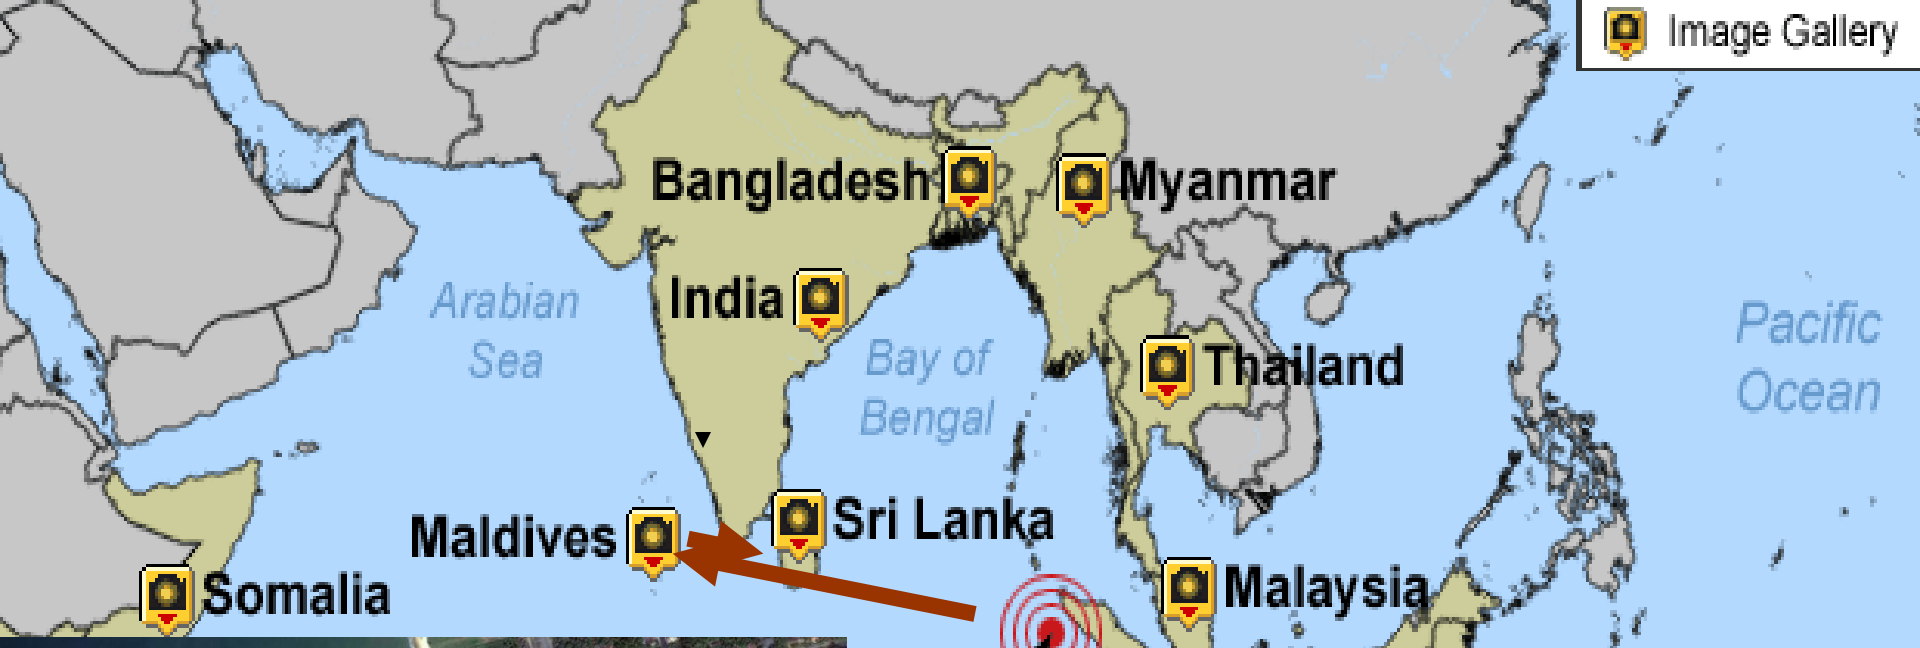 Image Gallery
Bangladesh
Myanmar
India
Arabian
Sea
Bay of
Bengal
Thailand
Pacific
Ocean
Maldives
Sri Lanka
Somalia
Malaysia